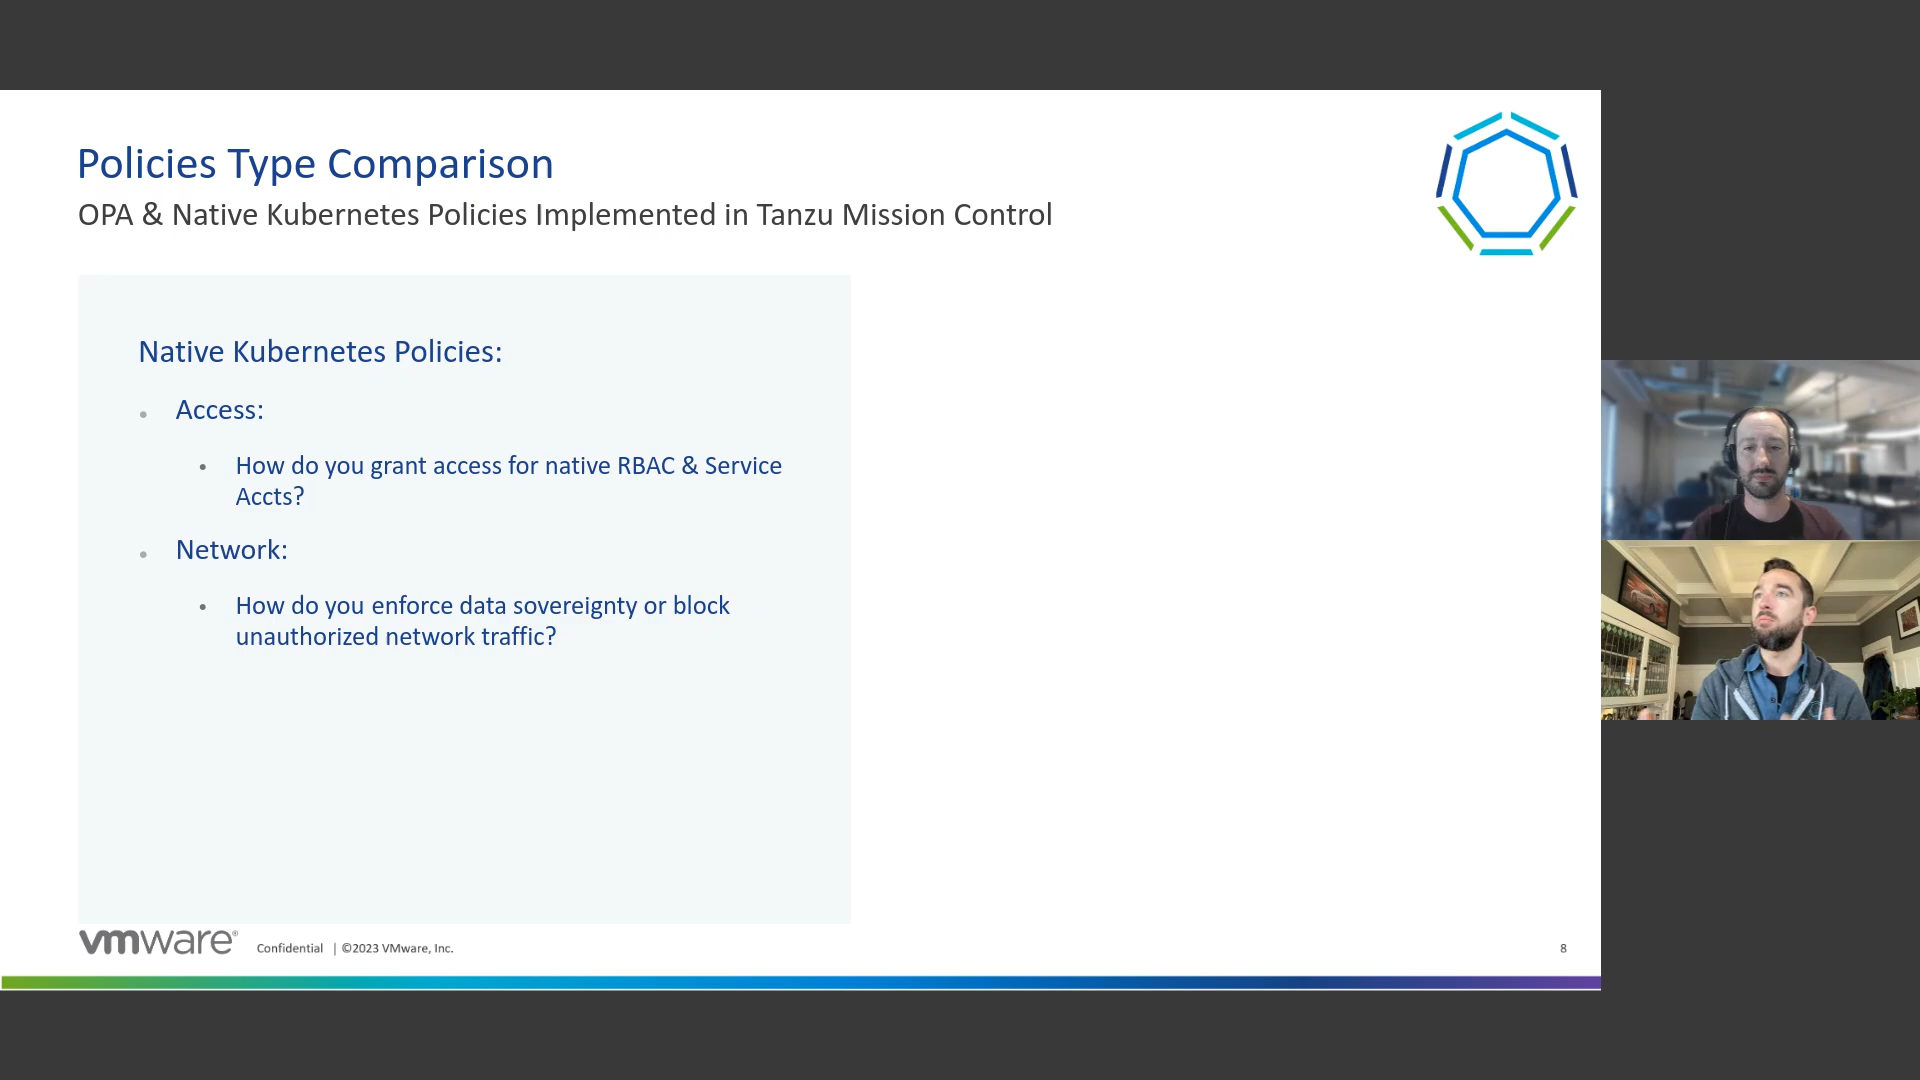 Policies Type Comparison
OPA & Native Kubernetes Policies Implemented in Tanzu Mission Control
Native Kubernetes Policies:
• Access:
• How do you grant access for native RBAC & Service
Accts?
• Network:
• How do you enforce data sovereignty or block
unauthorized network traffic?
vmware® Confidential | ©2023 VMware, Inc.
8